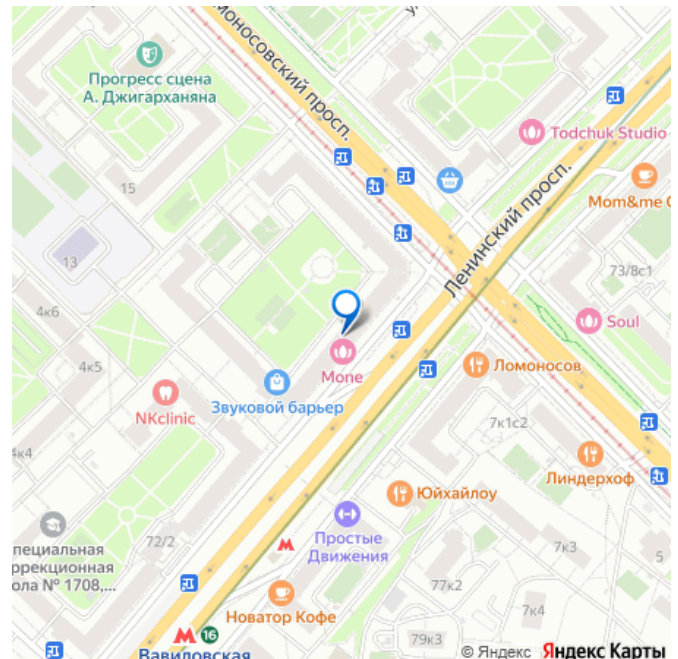 Прогресс сцена
А. Джигарханяна
моносовский просп.
Ленинский просп.
Todchuk Studio
Mom&me
15
13
4к6
4к5
4к4
73/8с1
Soul
Mone
Звуковой барьер
NKclinic
Ломоносов
7к1с2
Линдерхоф
Юйхайлоу
Простые
Движения
7к3
5
пециальная
ррекционная
ола № 1708,...
72/2
77к2
7к4
Новатор Кофе
79к3
М 16
Вавиловская
© Яндекс Яндекс Карты